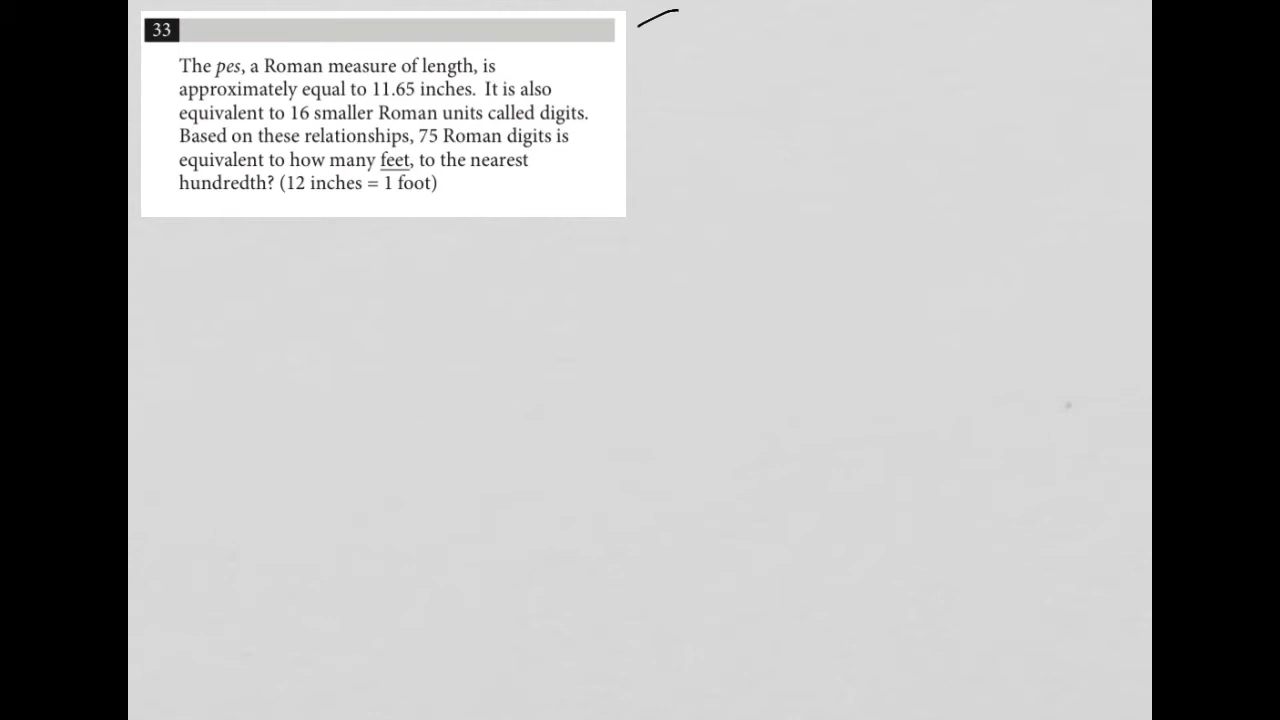 33
The pes, a Roman measure of length, is
approximately equal to 11.65 inches. It is also
equivalent to 16 smaller Roman units called digits.
Based on these relationships, 75 Roman digits is
equivalent to how many feet, to the nearest
hundredth? (12 inches = 1 foot)